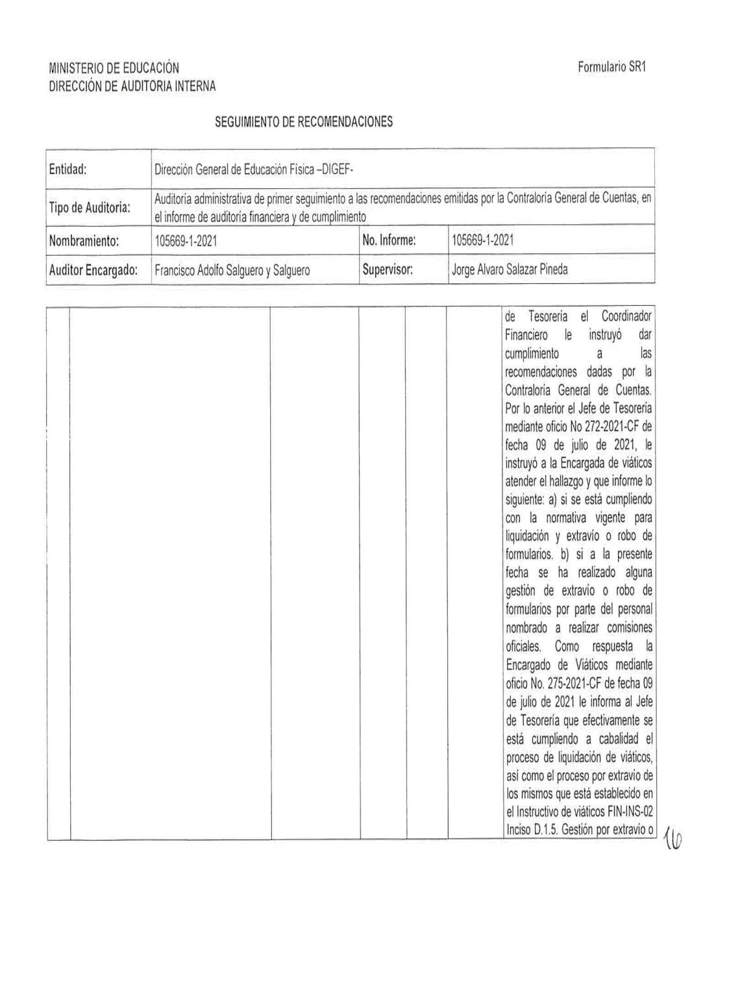 MINISTERIO DE EDUCACIÓN
Formulario SR1
DIRECCIÓN DE AUDITORIA INTERNA
SEGUIMIENTO DE RECOMENDACIONES
Entidad: Dirección General de Educación Física –DIGEF-
Tipo de Auditoria: Auditoría administrativa de primer seguimiento a las recomendaciones emitidas por la Contraloría General de Cuentas, en
el informe de auditoría financiera y de cumplimiento
Nombramiento: 105669-1-2021 No. Informe: 105669-1-2021
Auditor Encargado: Francisco Adolfo Salguero y Salguero Supervisor: Jorge Alvaro Salazar Pineda
de Tesorería el Coordinador
Financiero le instruyó dar
cumplimiento a las
recomendaciones dadas por la
Contraloría General de Cuentas.
Por lo anterior el Jefe de Tesorería
mediante oficio No 272-2021-CF de
fecha 09 de julio de 2021, le
instruyó a la Encargada de viáticos
atender el hallazgo y que informe lo
siguiente: a) si se está cumpliendo
con la normativa vigente para
liquidación y extravío o robo de
formularios. b) si a la presente
fecha se ha realizado alguna
gestión de extravío o robo de
formularios por parte del personal
nombrado a realizar comisiones
oficiales. Como respuesta la
Encargado de Viáticos mediante
oficio No. 275-2021-CF de fecha 09
de julio de 2021 le informa al Jefe
de Tesorería que efectivamente se
está cumpliendo a cabalidad el
proceso de liquidación de viáticos,
así como el proceso por extravío de
los mismos que está establecido en
el Instructivo de viáticos FIN-INS-02
Inciso D.1.5. Gestión por extravío o
16